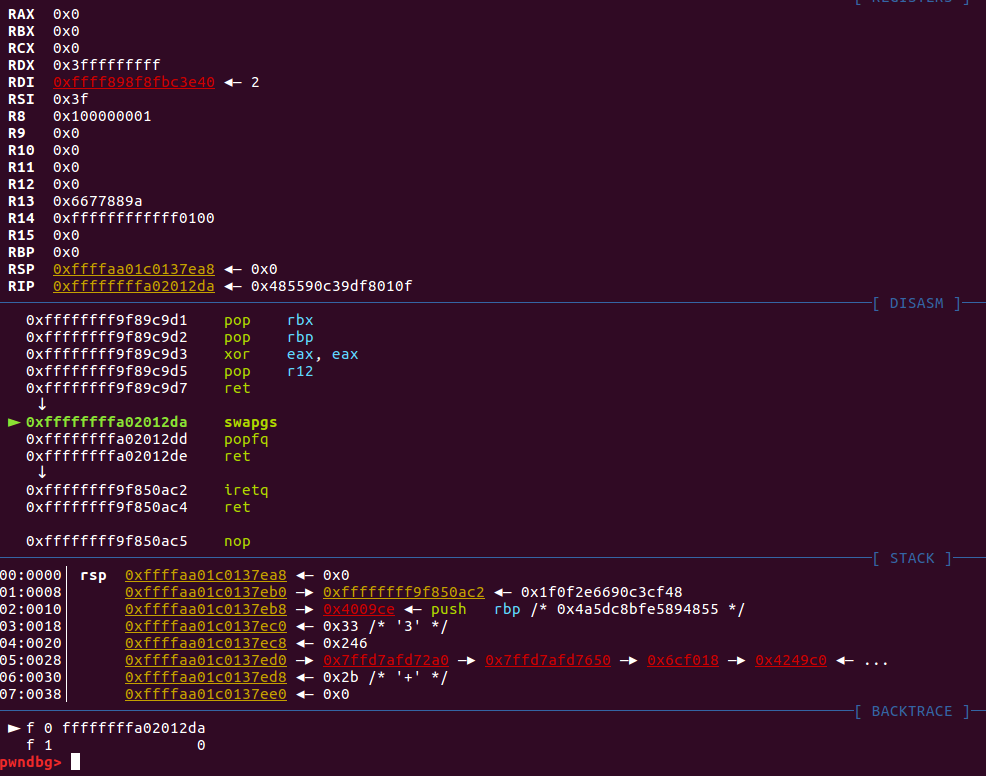 [ REGISTERS ]
RAX 0x0
RBX 0x0
RCX 0x0
RDX 0x3fffffffff
RDI 0xffff898f8fbc3e40 ◂— 2
RSI 0x3f
R8 0x100000001
R9 0x0
R10 0x0
R11 0x0
R12 0x0
R13 0x6677889a
R14 0xffffffffffff0100
R15 0x0
RBP 0x0
RSP 0xffffaa01c0137ea8 ◂— 0x0
RIP 0xffffffffa02012da ◂— 0x485590c39df8010f
[ DISASM ]
0xffffffff9f89c9d1 pop rbx
0xffffffff9f89c9d2 pop rbp
0xffffffff9f89c9d3 xor eax, eax
0xffffffff9f89c9d5 pop r12
0xffffffff9f89c9d7 ret
↓
► 0xffffffffa02012da swapgs
0xffffffffa02012dd popfq
0xffffffffa02012de ret
↓
0xffffffff9f850ac2 iretq
0xffffffff9f850ac4 ret
0xffffffff9f850ac5 nop
[ STACK ]
00:0000│ rsp 0xffffaa01c0137ea8 ◂— 0x0
01:0008│ 0xffffaa01c0137eb0 —▸ 0xffffffff9f850ac2 ◂— 0x1f0f2e6690c3cf48
02:0010│ 0xffffaa01c0137eb8 —▸ 0x4009ce ◂— push rbp /* 0x4a5dc8bfe5894855 */
03:0018│ 0xffffaa01c0137ec0 ◂— 0x33 /* '3' */
04:0020│ 0xffffaa01c0137ec8 ◂— 0x246
05:0028│ 0xffffaa01c0137ed0 —▸ 0x7ffd7afd72a0 —▸ 0x7ffd7afd7650 —▸ 0x6cf018 —▸ 0x4249c0 ◂— ...
06:0030│ 0xffffaa01c0137ed8 ◂— 0x2b /* '+' */
07:0038│ 0xffffaa01c0137ee0 ◂— 0x0
[ BACKTRACE ]
► f 0 ffffffffa02012da
f 1 0
pwndbg>